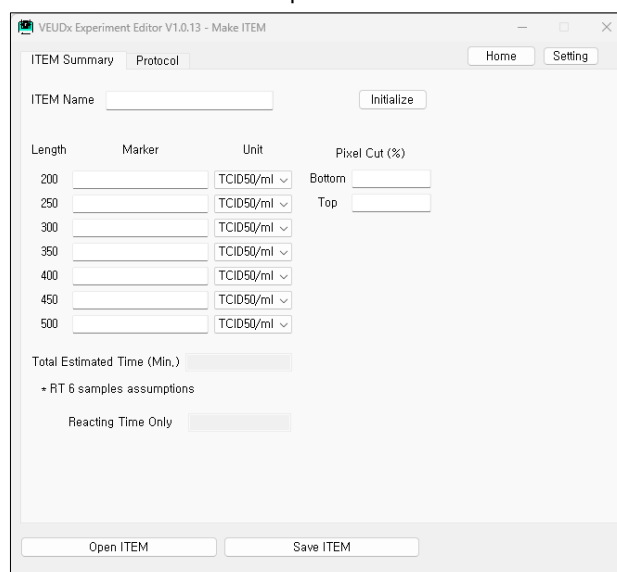 VEUDx Experiment Editor V1.0.13 - Make ITEM
ITEM Summary Protocol Home Setting
ITEM Name Initialize
Length Marker Unit Pixel Cut (%)
200 TCID50/ml Bottom
250 TCID50/ml Top
300 TCID50/ml
350 TCID50/ml
400 TCID50/ml
450 TCID50/ml
500 TCID50/ml
Total Estimated Time (Min.)
* RT 6 samples assumptions
Reacting Time Only
Open ITEM Save ITEM